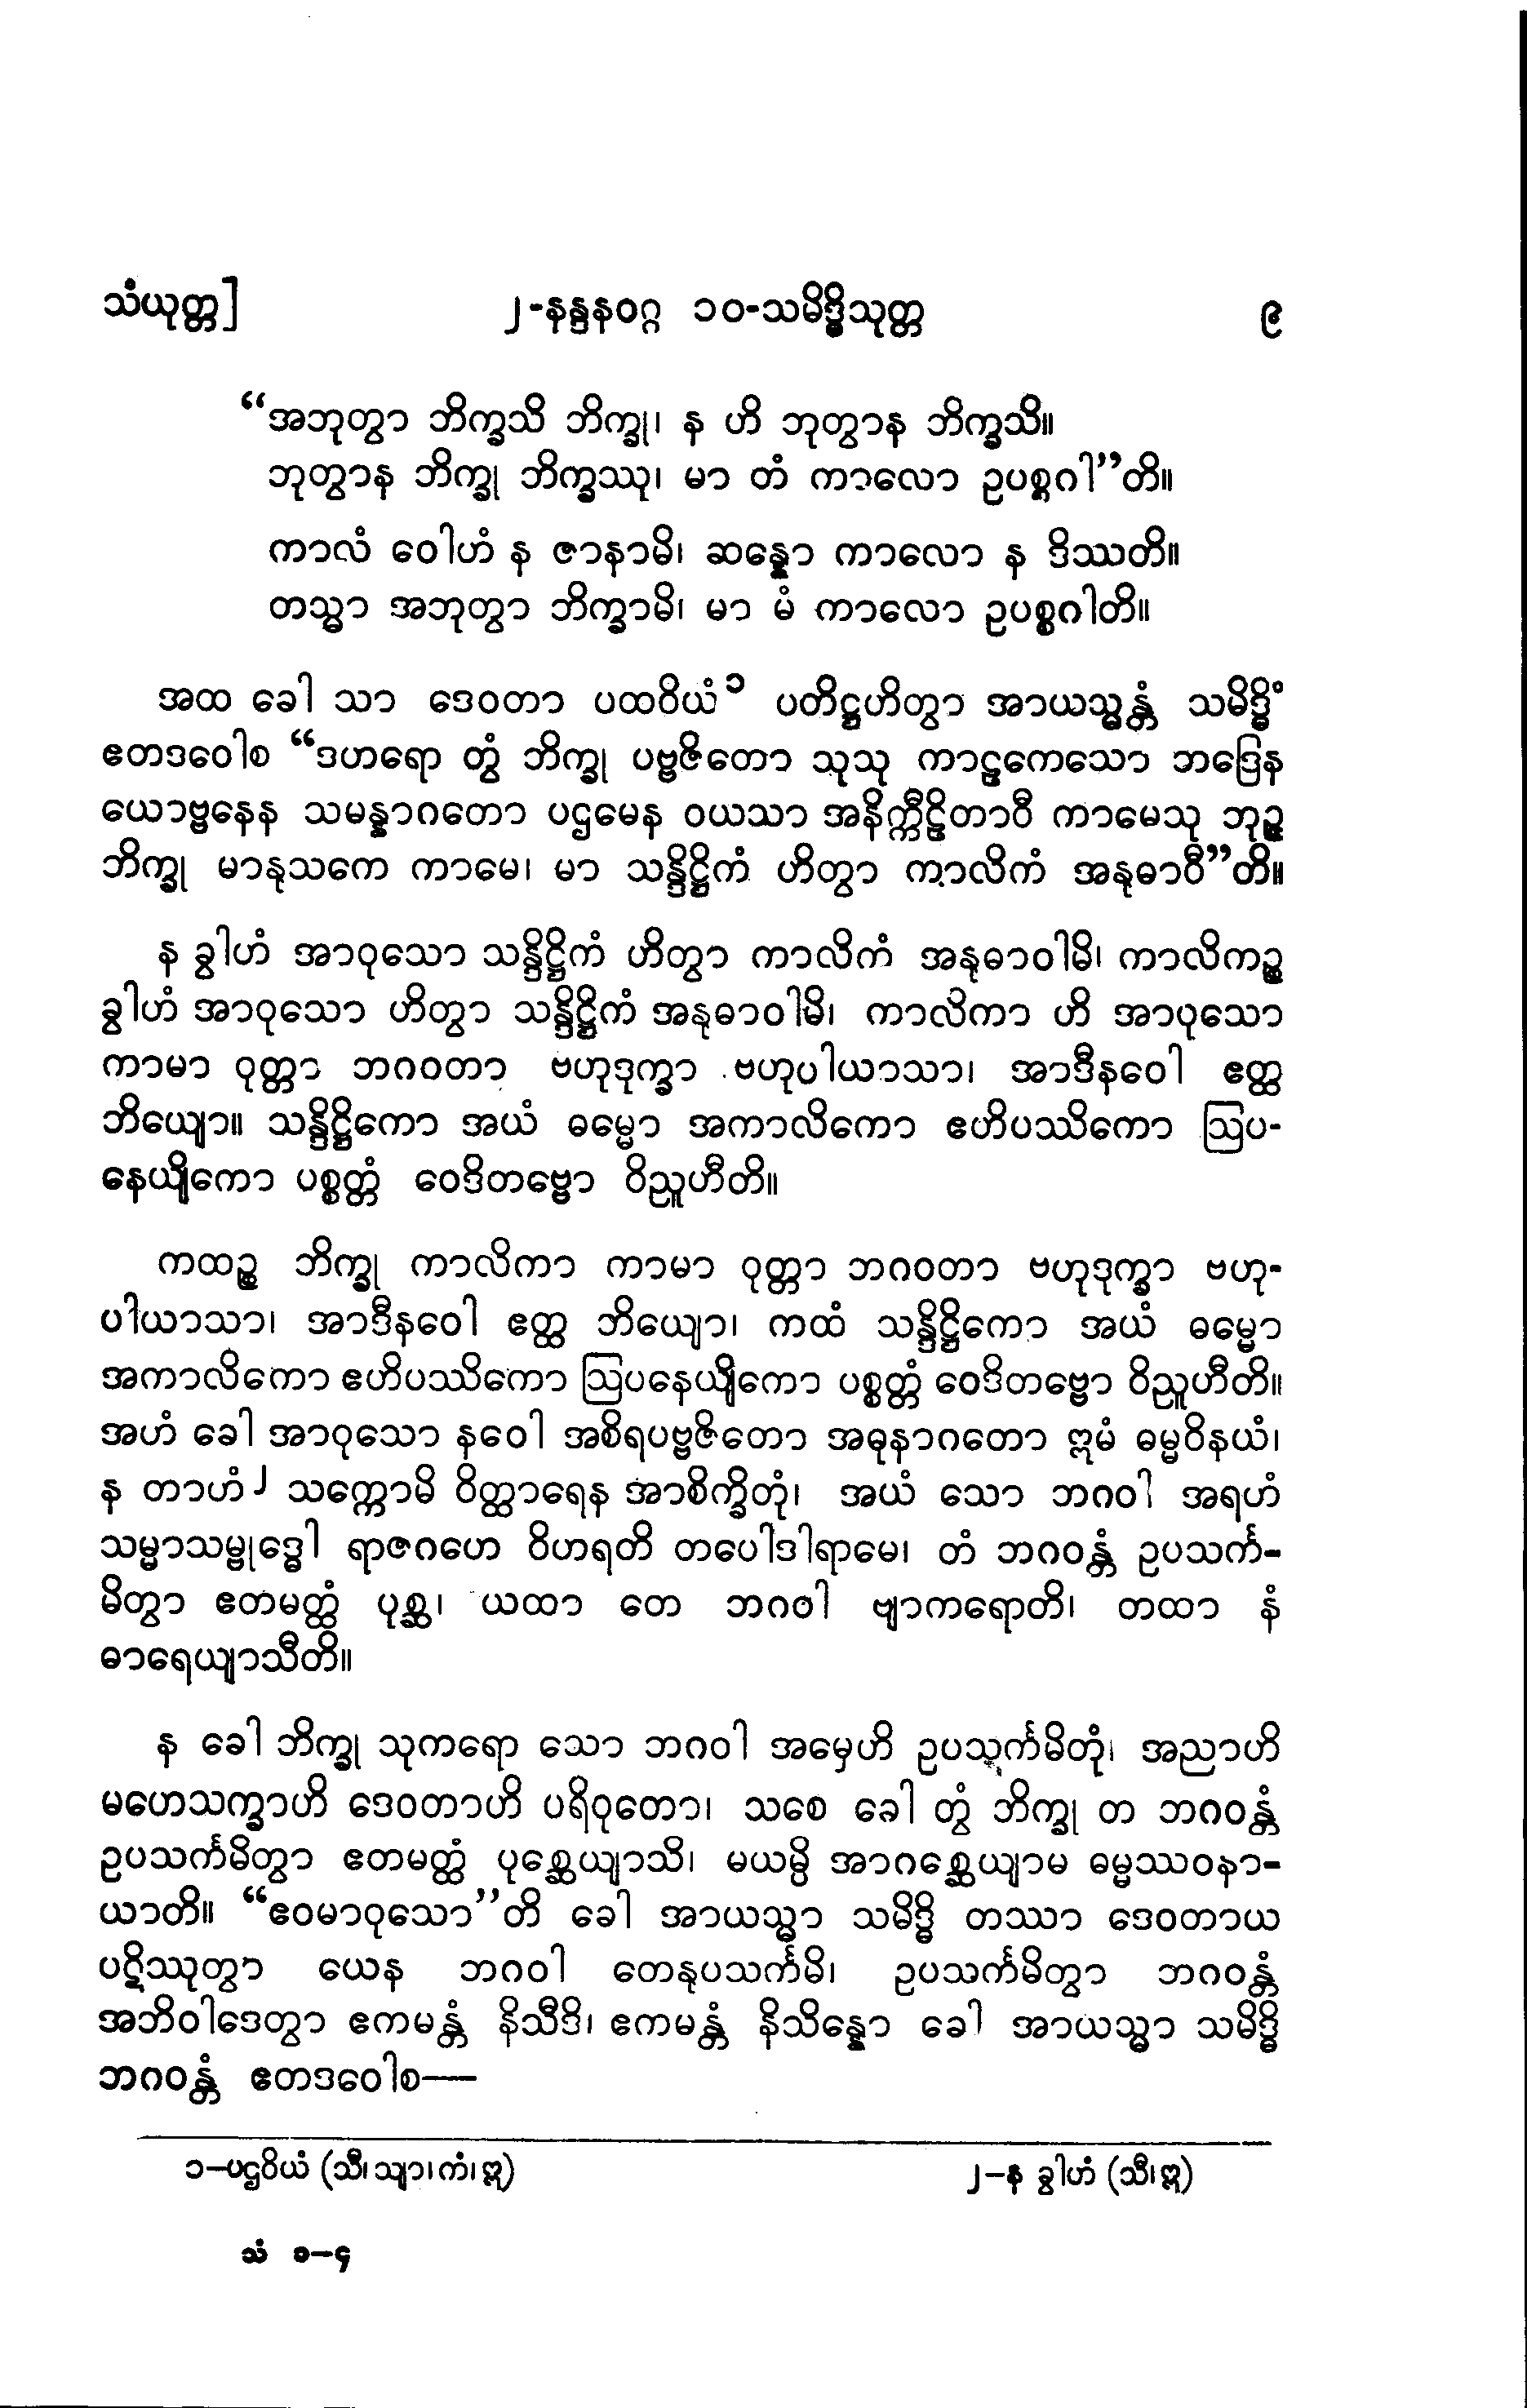 သံယုတ္တ]	၂-နန္ဒနဝဂ္ဂ ၁၀-သမိဒ္ဓိသုတ္တ	၉
“အဘုတွာ ဘိက္ခသိ ဘိက္ခု၊ န ဟိ ဘုတွာန ဘိက္ခသိ။
ဘုတွာန ဘိက္ခု ဘိက္ခဿု၊ မာ တံ ကာလော ဥပစ္စဂါ”တိ။
ကာလံ ဝေါဟံ န ဇာနာမိ၊ ဆန္နော ကာလော န ဒိဿတိ။
တသ္မာ အဘုတွာ ဘိက္ခာမိ၊ မာ မံ ကာလော ဥပစ္စဂါတိ။
အထ ခေါ သာ ဒေဝတာ ပထဝိယံ၁ ပတိဋ္ဌဟိတွာ အာယသ္မန္တံ သမိဒ္ဓိံ
ဧတဒဝေါစ “ဒဟရော တွံ ဘိက္ခု ပဗ္ဗဇိတော သုသု ကာဠကေသော ဘဒြေန
ယောဗ္ဗနေန သမန္နာဂတော ပဌမေန ဝယသာ အနိက္ကီဠိတာဝီ ကာမေသု ဘုဉ္ဇ
ဘိက္ခု မာနုသကေ ကာမေ၊ မာ သန္ဒိဋ္ဌိကံ ဟိတွာ ကာလိကံ အနုဓာဝီ”တိ။
န ခွါဟံ အာဝုသော သန္ဒိဋ္ဌိကံ ဟိတွာ ကာလိကံ အနုဓာဝါမိ၊ ကာလိကဉ္စ
ခွါဟံ အာဝုသော ဟိတွာ သန္ဒိဋ္ဌိကံ အနုဓာဝါမိ၊ ကာလိကာ ဟိ အာဝုသော
ကာမာ ဝုတ္တာ ဘဂဝတာ ဗဟုဒုက္ခာ ဗဟုပါယာသာ၊ အာဒီနဝေါ ဧတ္ထ
ဘိယျော။ သန္ဒိဋ္ဌိကော အယံ ဓမ္မော အကာလိကော ဧဟိပဿိကော ဩပ-
နေယျိကော ပစ္စတ္တံ ဝေဒိတဗ္ဗော ဝိညူဟီတိ။
ကထဉ္စ ဘိက္ခု ကာလိကာ ကာမာ ဝုတ္တာ ဘဂဝတာ ဗဟုဒုက္ခာ ဗဟု-
ပါယာသာ၊ အာဒီနဝေါ ဧတ္ထ ဘိယျော၊ ကထံ သန္ဒိဋ္ဌိကော အယံ ဓမ္မော
အကာလိကော ဧဟိပဿိကော ဩပနေယျိကော ပစ္စတ္တံ ဝေဒိတဗ္ဗော ဝိညူဟီတိ။
အဟံ ခေါ အာဝုသော နဝေါ အစိရပဗ္ဗဇိတော အဓုနာဂတော ဣမံ ဓမ္မဝိနယံ၊
န တာဟံ၂ သက္ကောမိ ဝိတ္ထာရေန အာစိက္ခိတုံ၊ အယံ သော ဘဂဝါ အရဟံ
သမ္မာသမ္ဗုဒ္ဓေါ ရာဇဂဟေ ဝိဟရတိ တပေါဒါရာမေ၊ တံ ဘဂဝန္တံ ဥပသင်္က-
မိတွာ ဧတမတ္ထံ ပုစ္ဆ၊ ယထာ တေ ဘဂဝါ ဗျာကရောတိ၊ တထာ နံ
ဓာရေယျာသီတိ။
န ခေါ ဘိက္ခု သုကရော သော ဘဂဝါ အမှေဟိ ဥပသင်္ကမိတုံ၊ အညာဟိ
မဟေသက္ခာဟိ ဒေဝတာဟိ ပရိဝုတော၊ သစေ ခေါ တွံ ဘိက္ခု တ ဘဂဝန္တံ
ဥပသင်္ကမိတွာ ဧတမတ္ထံ ပုစ္ဆေယျာသိ၊ မယမ္ပိ အာဂစ္ဆေယျာမ ဓမ္မဿဝနာ-
ယာတိ။ “ဧဝမာဝုသော”တိ ခေါ အာယသ္မာ သမိဒ္ဓိ တဿာ ဒေဝတာယ
ပဋိဿုတွာ ယေန ဘဂဝါ တေနုပသင်္ကမိ၊ ဥပသင်္ကမိတွာ ဘဂဝန္တံ
အဘိဝါဒေတွာ ဧကမန္တံ နိသီဒိ၊ ဧကမန္တံ နိသိန္နော ခေါ အာယသ္မာ သမိဒ္ဓိ
ဘဂဝန္တံ ဧတဒဝေါစ—
၁–ပဌဝိယံ (သီ၊ သျာ၊ ကံ၊ ဣ)	၂–န ခွါဟံ (သီ၊ ဣ)
သံ ၁–၄